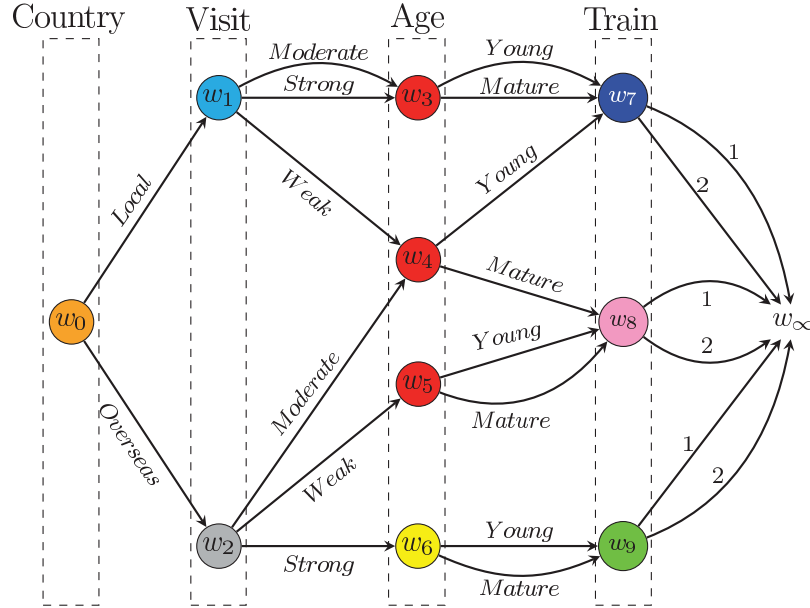 Country
Visit
Age
Train
Moderate
Strong
Young
Mature
w1
w3
w7
1
2
Local
Weak
Young
w4
Mature
w0
w8
1
2
w∞
Young
Moderate
w5
Mature
Overseas
Weak
1
2
w2
Strong
w6
Young
Mature
w9